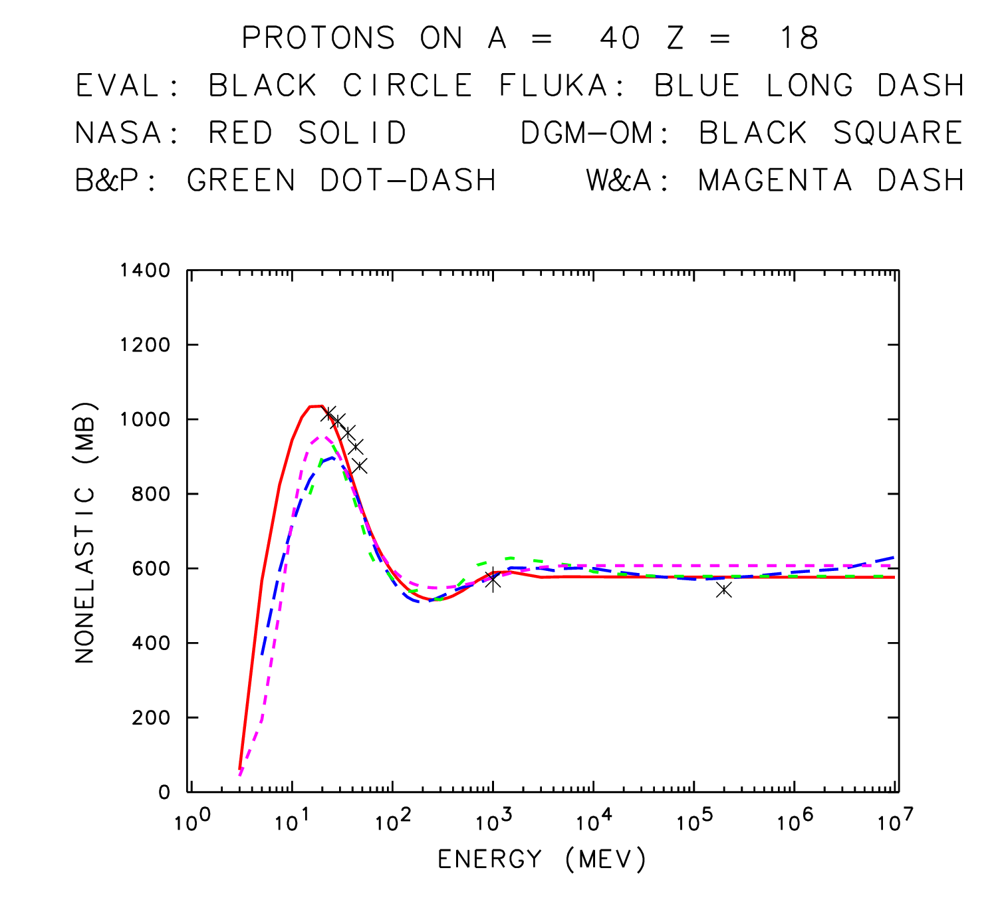 PROTONS ON A = 40 Z = 18
EVAL: BLACK CIRCLE FLUKA: BLUE LONG DASH
NASA: RED SOLID DGM-OM: BLACK SQUARE
B&P: GREEN DOT-DASH W&A: MAGENTA DASH
1400
1200
1000
800
600
400
200
0
NONELASTIC (MB)
10^0 10^1 10^2 10^3 10^4 10^5 10^6 10^7
ENERGY (MEV)